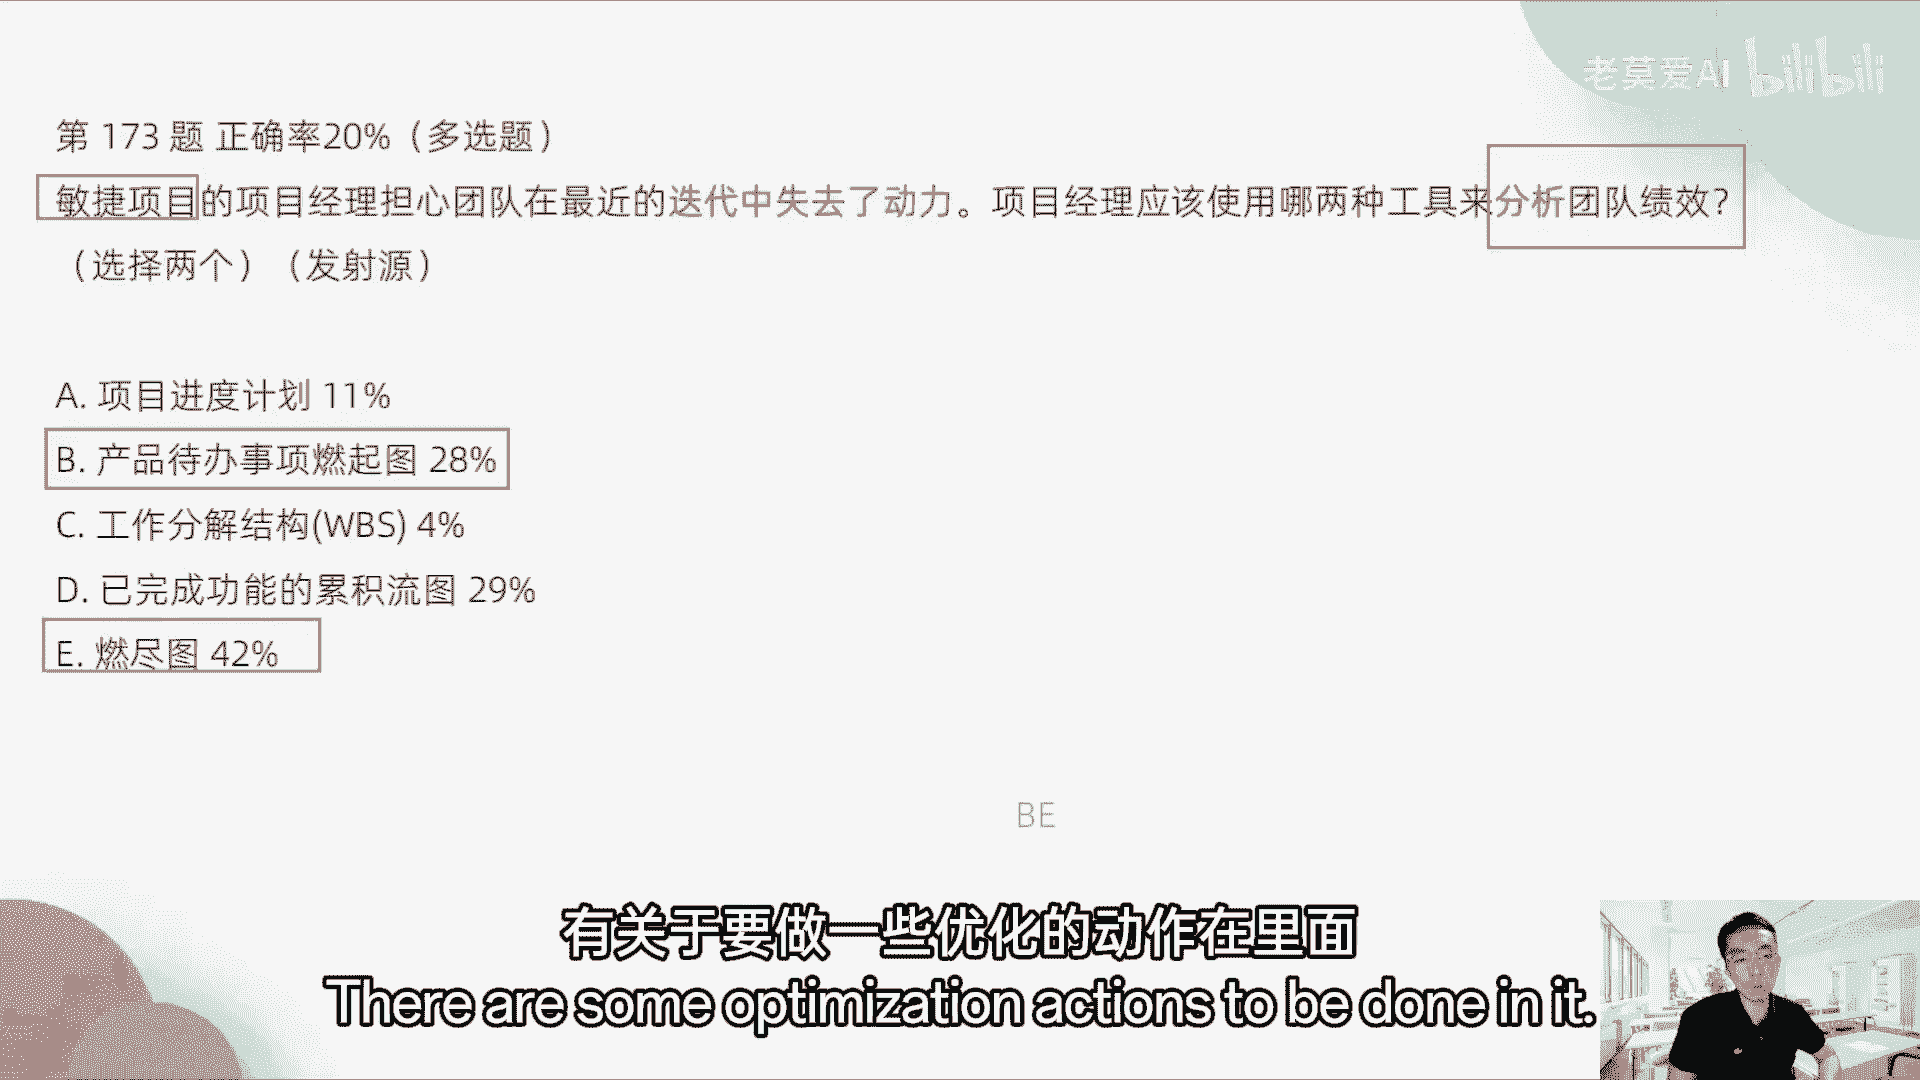 老莫爱AI bilibili
第 173 题 正确率20%（多选题）
敏捷项目的项目经理担心团队在最近的迭代中失去了动力。项目经理应该使用哪两种工具来分析团队绩效？
（选择两个）（发射源）
A. 项目进度计划 11%
B. 产品待办事项燃起图 28%
C. 工作分解结构(WBS) 4%
D. 已完成功能的累积流图 29%
E. 燃尽图 42%
BE
有关于要做一些优化的动作在里面
There are some optimization actions to be done in it.